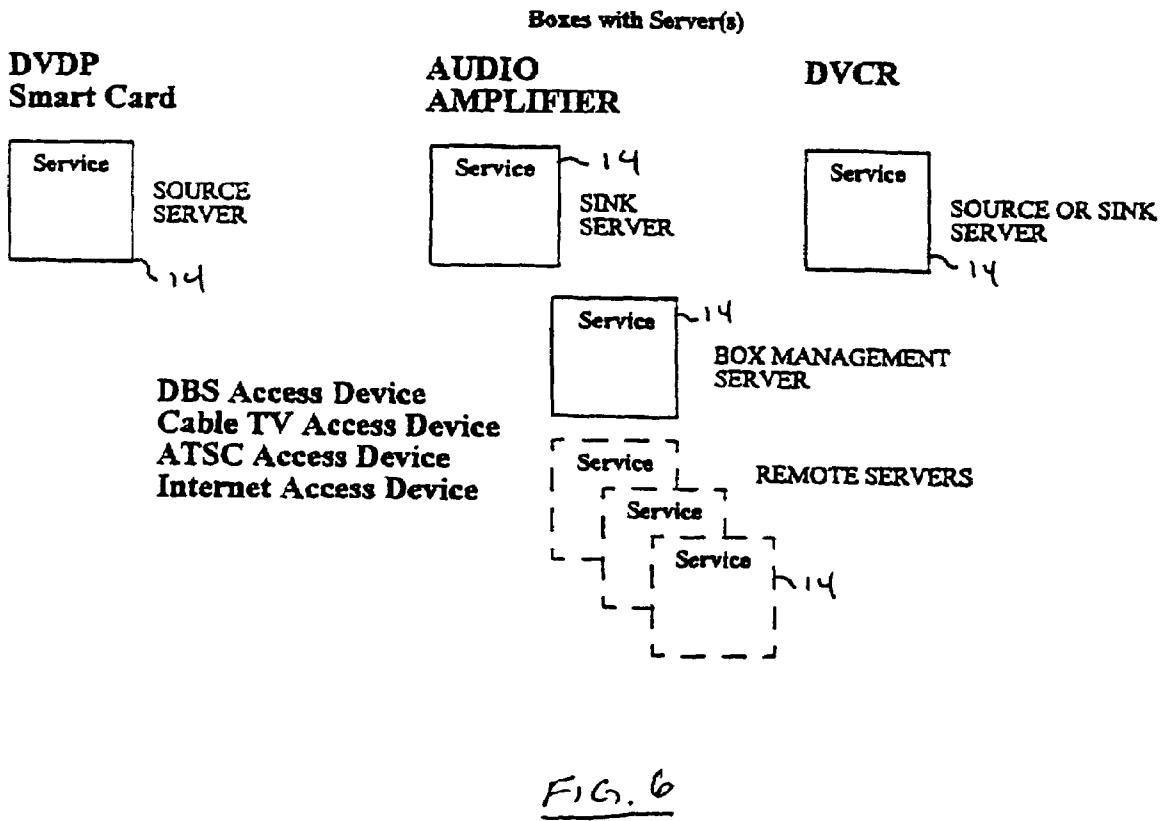 Boxes with Server(s)
DVDP
Smart Card
AUDIO
AMPLIFIER
DVCR
Service
SOURCE
SERVER
14
Service
14
SINK
SERVER
Service
SOURCE OR SINK
SERVER
14
Service
14
BOX MANAGEMENT
SERVER
DBS Access Device
Cable TV Access Device
ATSC Access Device
Internet Access Device
Service
REMOTE SERVERS
Service
Service
14
FIG. 6